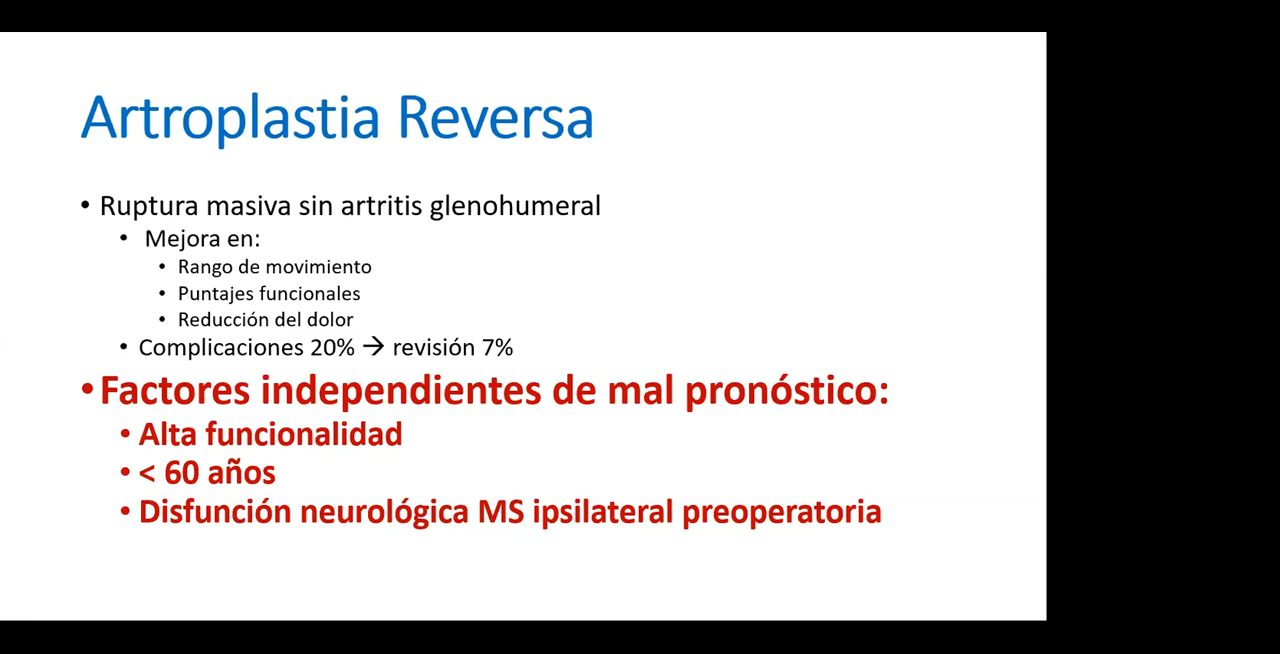 Artroplastia Reversa
• Ruptura masiva sin artritis glenohumeral
• Mejora en:
• Rango de movimiento
• Puntajes funcionales
• Reducción del dolor
• Complicaciones 20% → revisión 7%
• Factores independientes de mal pronóstico:
• Alta funcionalidad
• < 60 años
• Disfunción neurológica MS ipsilateral preoperatoria